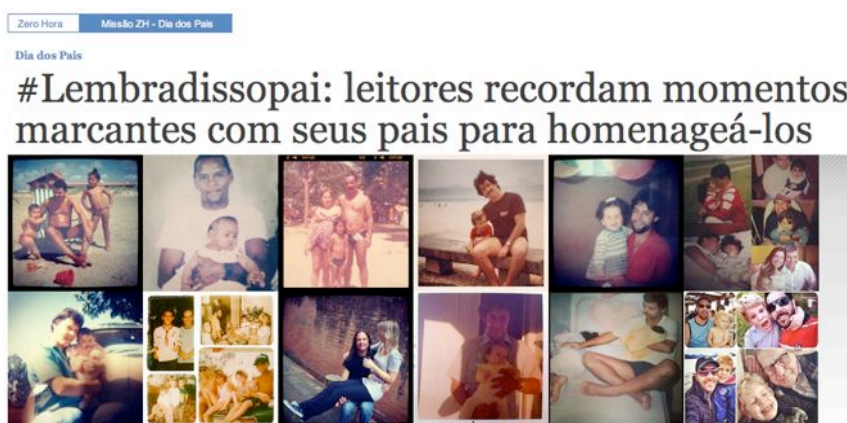 Zero Hora
Missão ZH - Dia dos Pais
Dia dos Pais
#Lembradissopai: leitores recordam momentos
marcantes com seus pais para homenageá-los